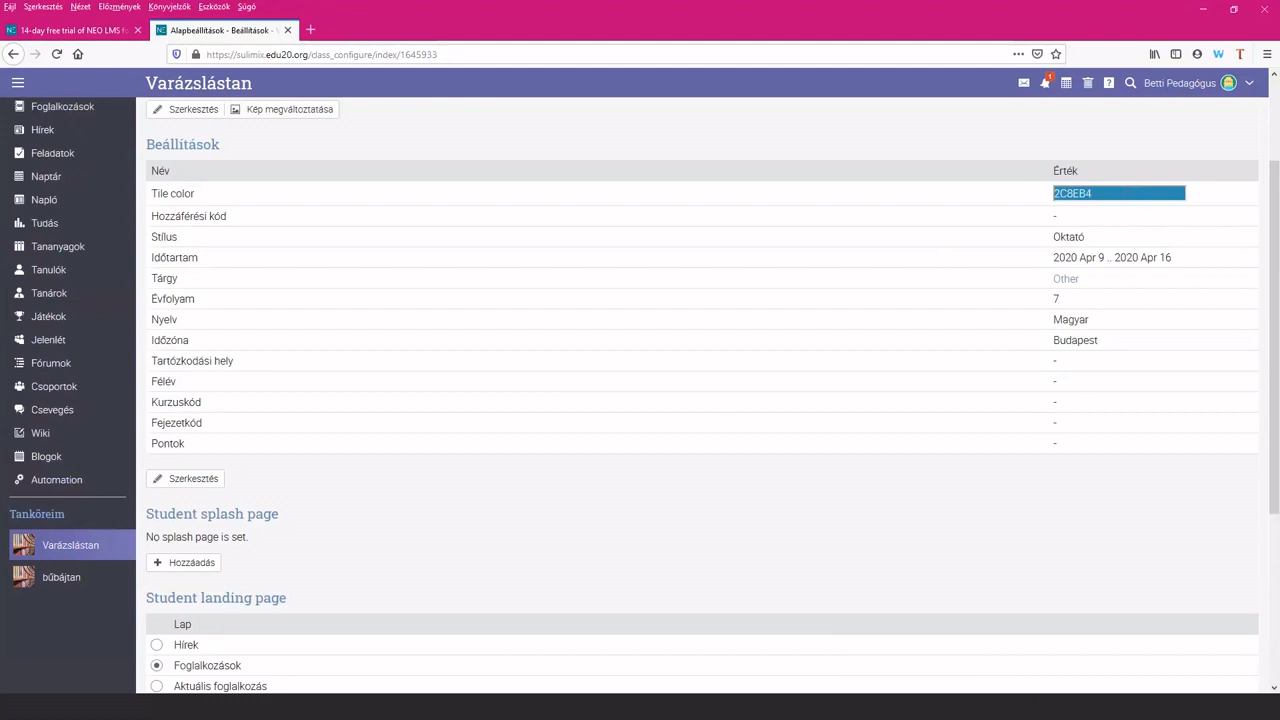 Fájl Szerkesztés Nézet Előzmények Könyvjelzők Eszközök Súgó
14-day free trial of NEO LMS fo
Alapbeállítások - Beállítások -
https://sulimix.edu20.org/class_configure/index/1645933
Varázslástan
1
Betti Pedagógus
Foglalkozások
Hírek
Feladatok
Naptár
Napló
Tudás
Tananyagok
Tanulók
Tanárok
Játékok
Jelenlét
Fórumok
Csoportok
Csevegés
Wiki
Blogok
Automation
Tanköreim
Varázslástan
bűbájtan
Szerkesztés
Kép megváltoztatása
Beállítások
Név Érték
Tile color 2C8EB4
Hozzáférési kód -
Stílus Oktató
Időtartam 2020 Apr 9 .. 2020 Apr 16
Tárgy Other
Évfolyam 7
Nyelv Magyar
Időzóna Budapest
Tartózkodási hely -
Félév -
Kurzuskód -
Fejezetkód -
Pontok -
Szerkesztés
Student splash page
No splash page is set.
Hozzáadás
Student landing page
Lap
Hírek
Foglalkozások
Aktuális foglalkozás